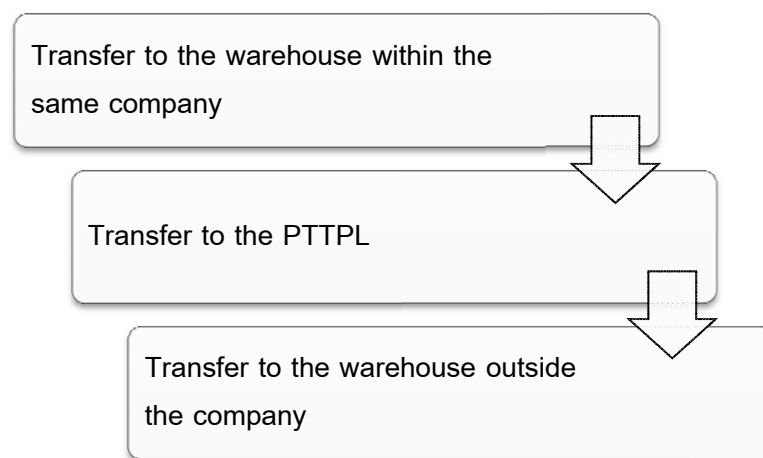 Transfer to the warehouse within the
same company
Transfer to the PTTPL
Transfer to the warehouse outside
the company